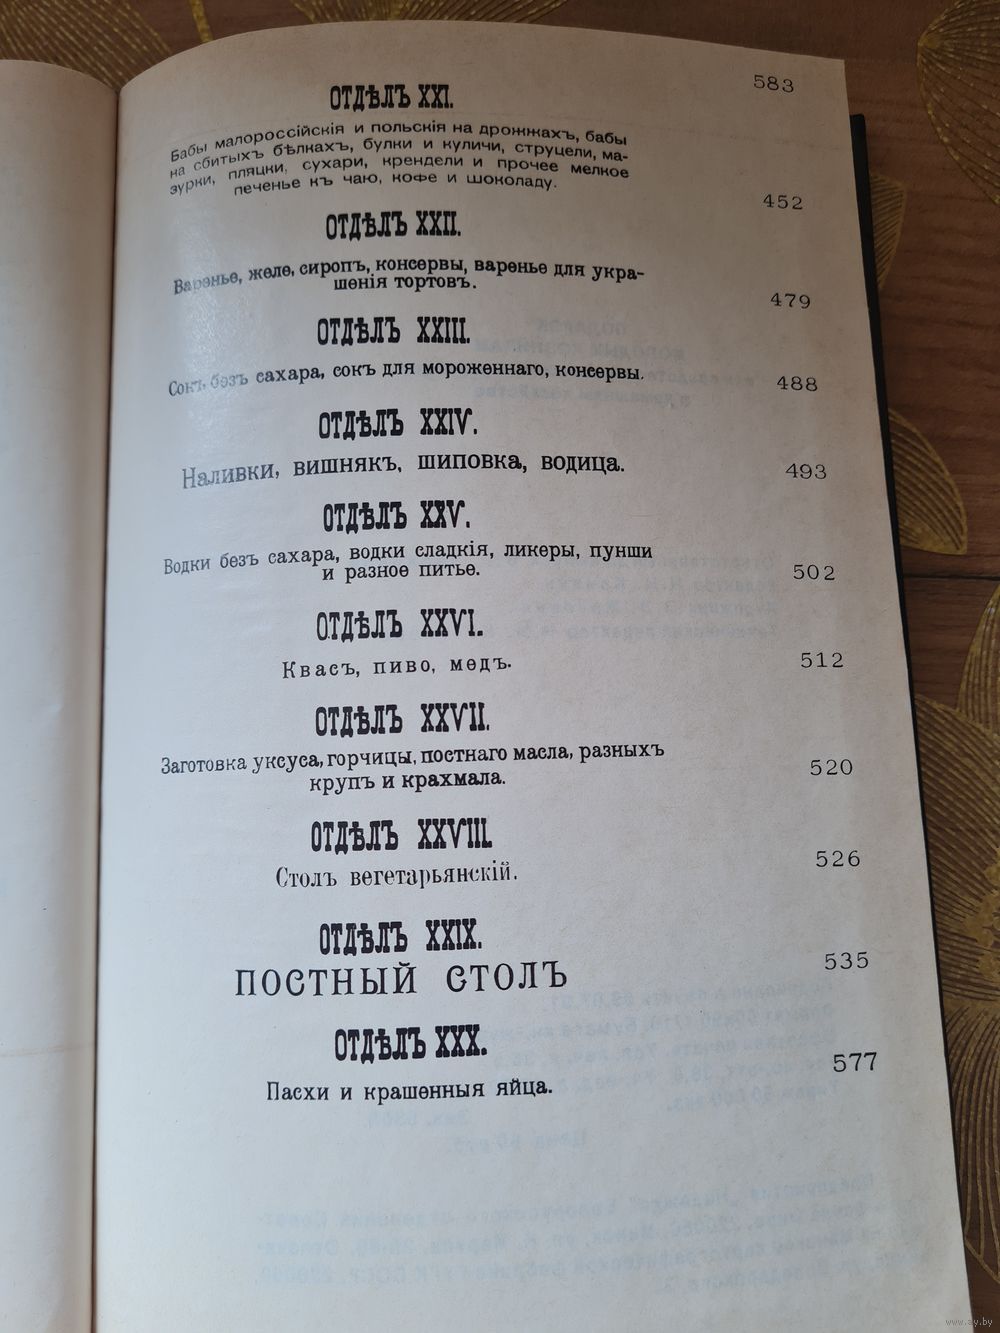 583
ОТДѢЛЪ XXI.
Бабы малороссійскія и польскія на дрожжахъ, бабы
на сбитыхъ бѣлкахъ, булки и куличи, струцели, ма-
зурки, пляцки, сухари, крендели и прочее мелкое
печенье къ чаю, кофе и шоколаду.
452
ОТДѢЛЪ XXII.
Варенье, желе, сиропъ, консервы, варенье для укра-
шенія тортовъ.
479
ОТДѢЛЪ XXIII.
Сокъ безъ сахара, сокъ для мороженнаго, консервы.
488
ОТДѢЛЪ XXIV.
Наливки, вишнякъ, шиповка, водица.
493
ОТДѢЛЪ XXV.
Водки безъ сахара, водки сладкія, ликеры, пунши
и разное питье.
502
ОТДѢЛЪ XXVI.
Квасъ, пиво, медъ.
512
ОТДѢЛЪ XXVII.
Заготовка уксуса, горчицы, постнаго масла, разныхъ
крупъ и крахмала.
520
ОТДѢЛЪ XXVIII.
Столъ вегетарьянскій.
526
ОТДѢЛЪ XXIX.
ПОСТНЫЙ СТОЛЪ
535
ОТДѢЛЪ XXX.
Пасхи и крашенныя яйца.
577
www.ay.by